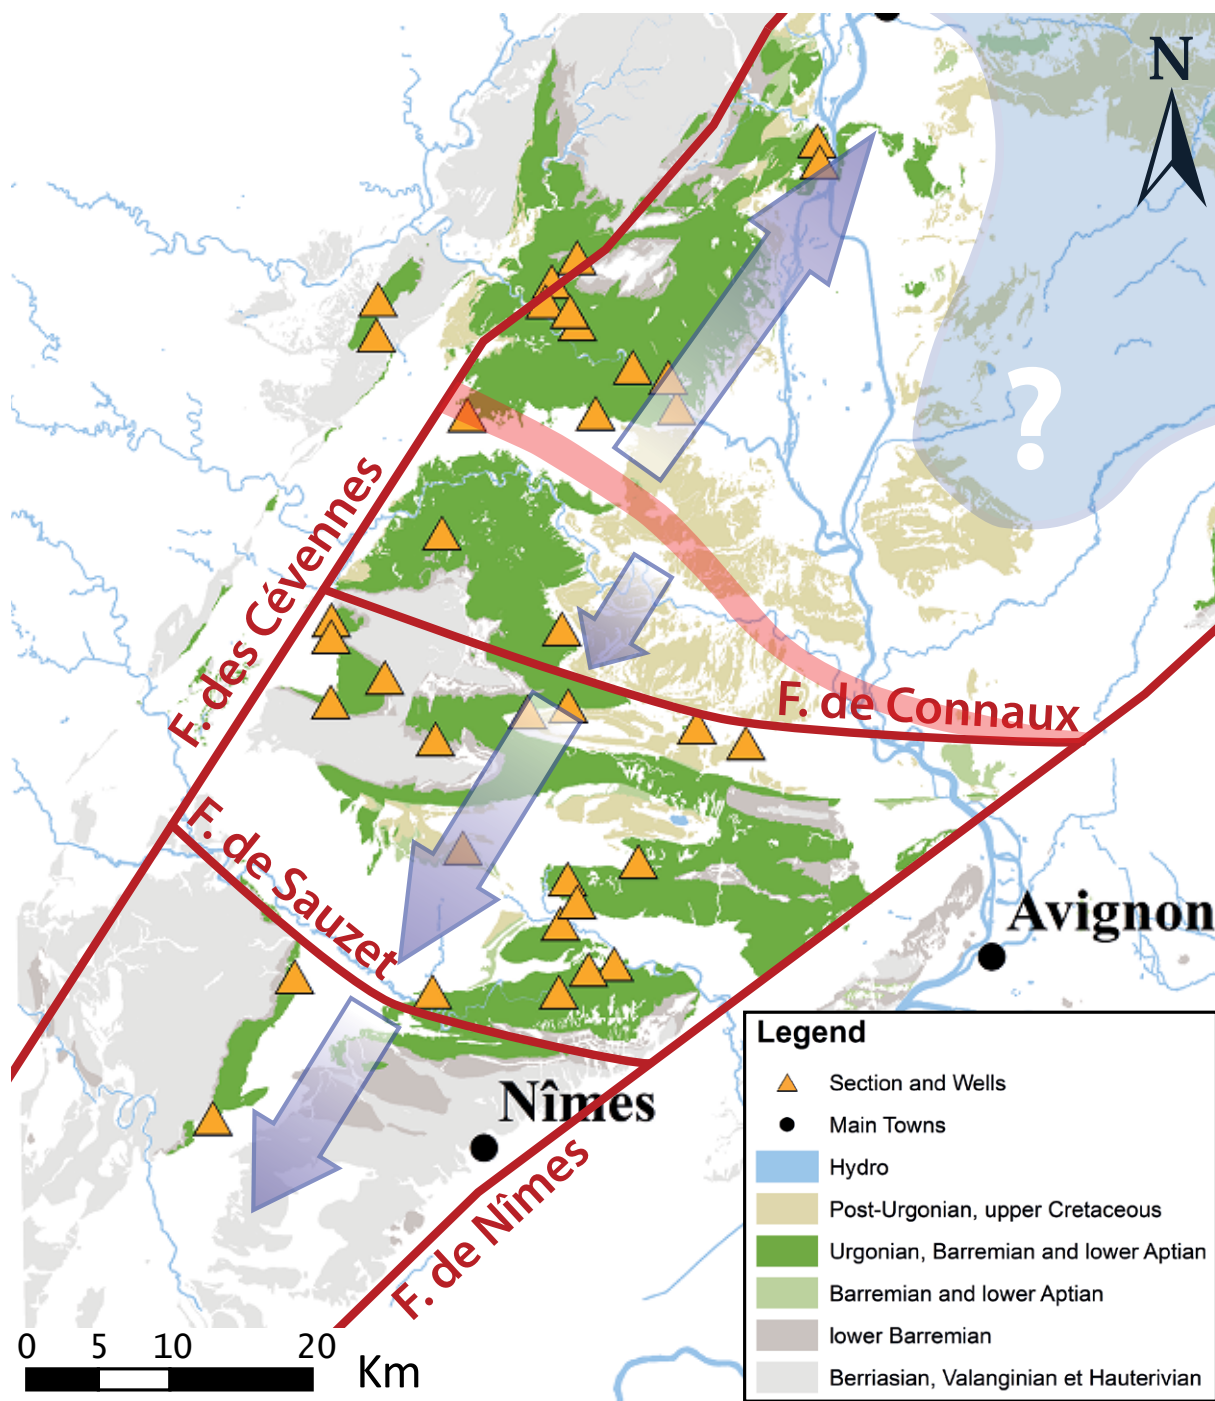 N
?
F. des Cévennes
F. de Connaux
F. de Sauzet
Avignon
Nîmes
F. de Nîmes
Legend
Section and Wells
Main Towns
Hydro
Post-Urgonian, upper Cretaceous
Urgonian, Barremian and lower Aptian
Barremian and lower Aptian
lower Barremian
Berriasian, Valanginian et Hauterivian
0 5 10 20
Km